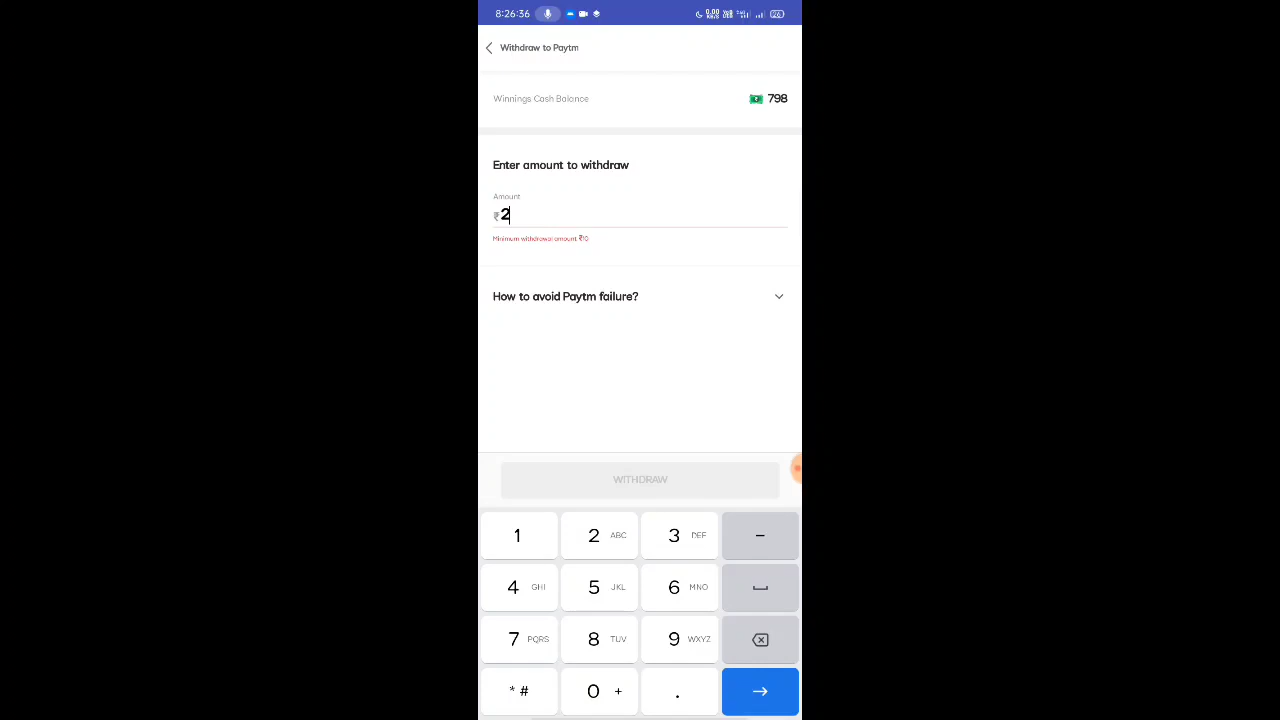 8:26:36
Withdraw to Paytm
Winnings Cash Balance 798
Enter amount to withdraw
Amount
₹2
Minimum withdrawal amount ₹10
How to avoid Paytm failure?
WITHDRAW
1 2 ABC 3 DEF –
4 GHI 5 JKL 6 MNO
7 PQRS 8 TUV 9 WXYZ
* # 0 + .